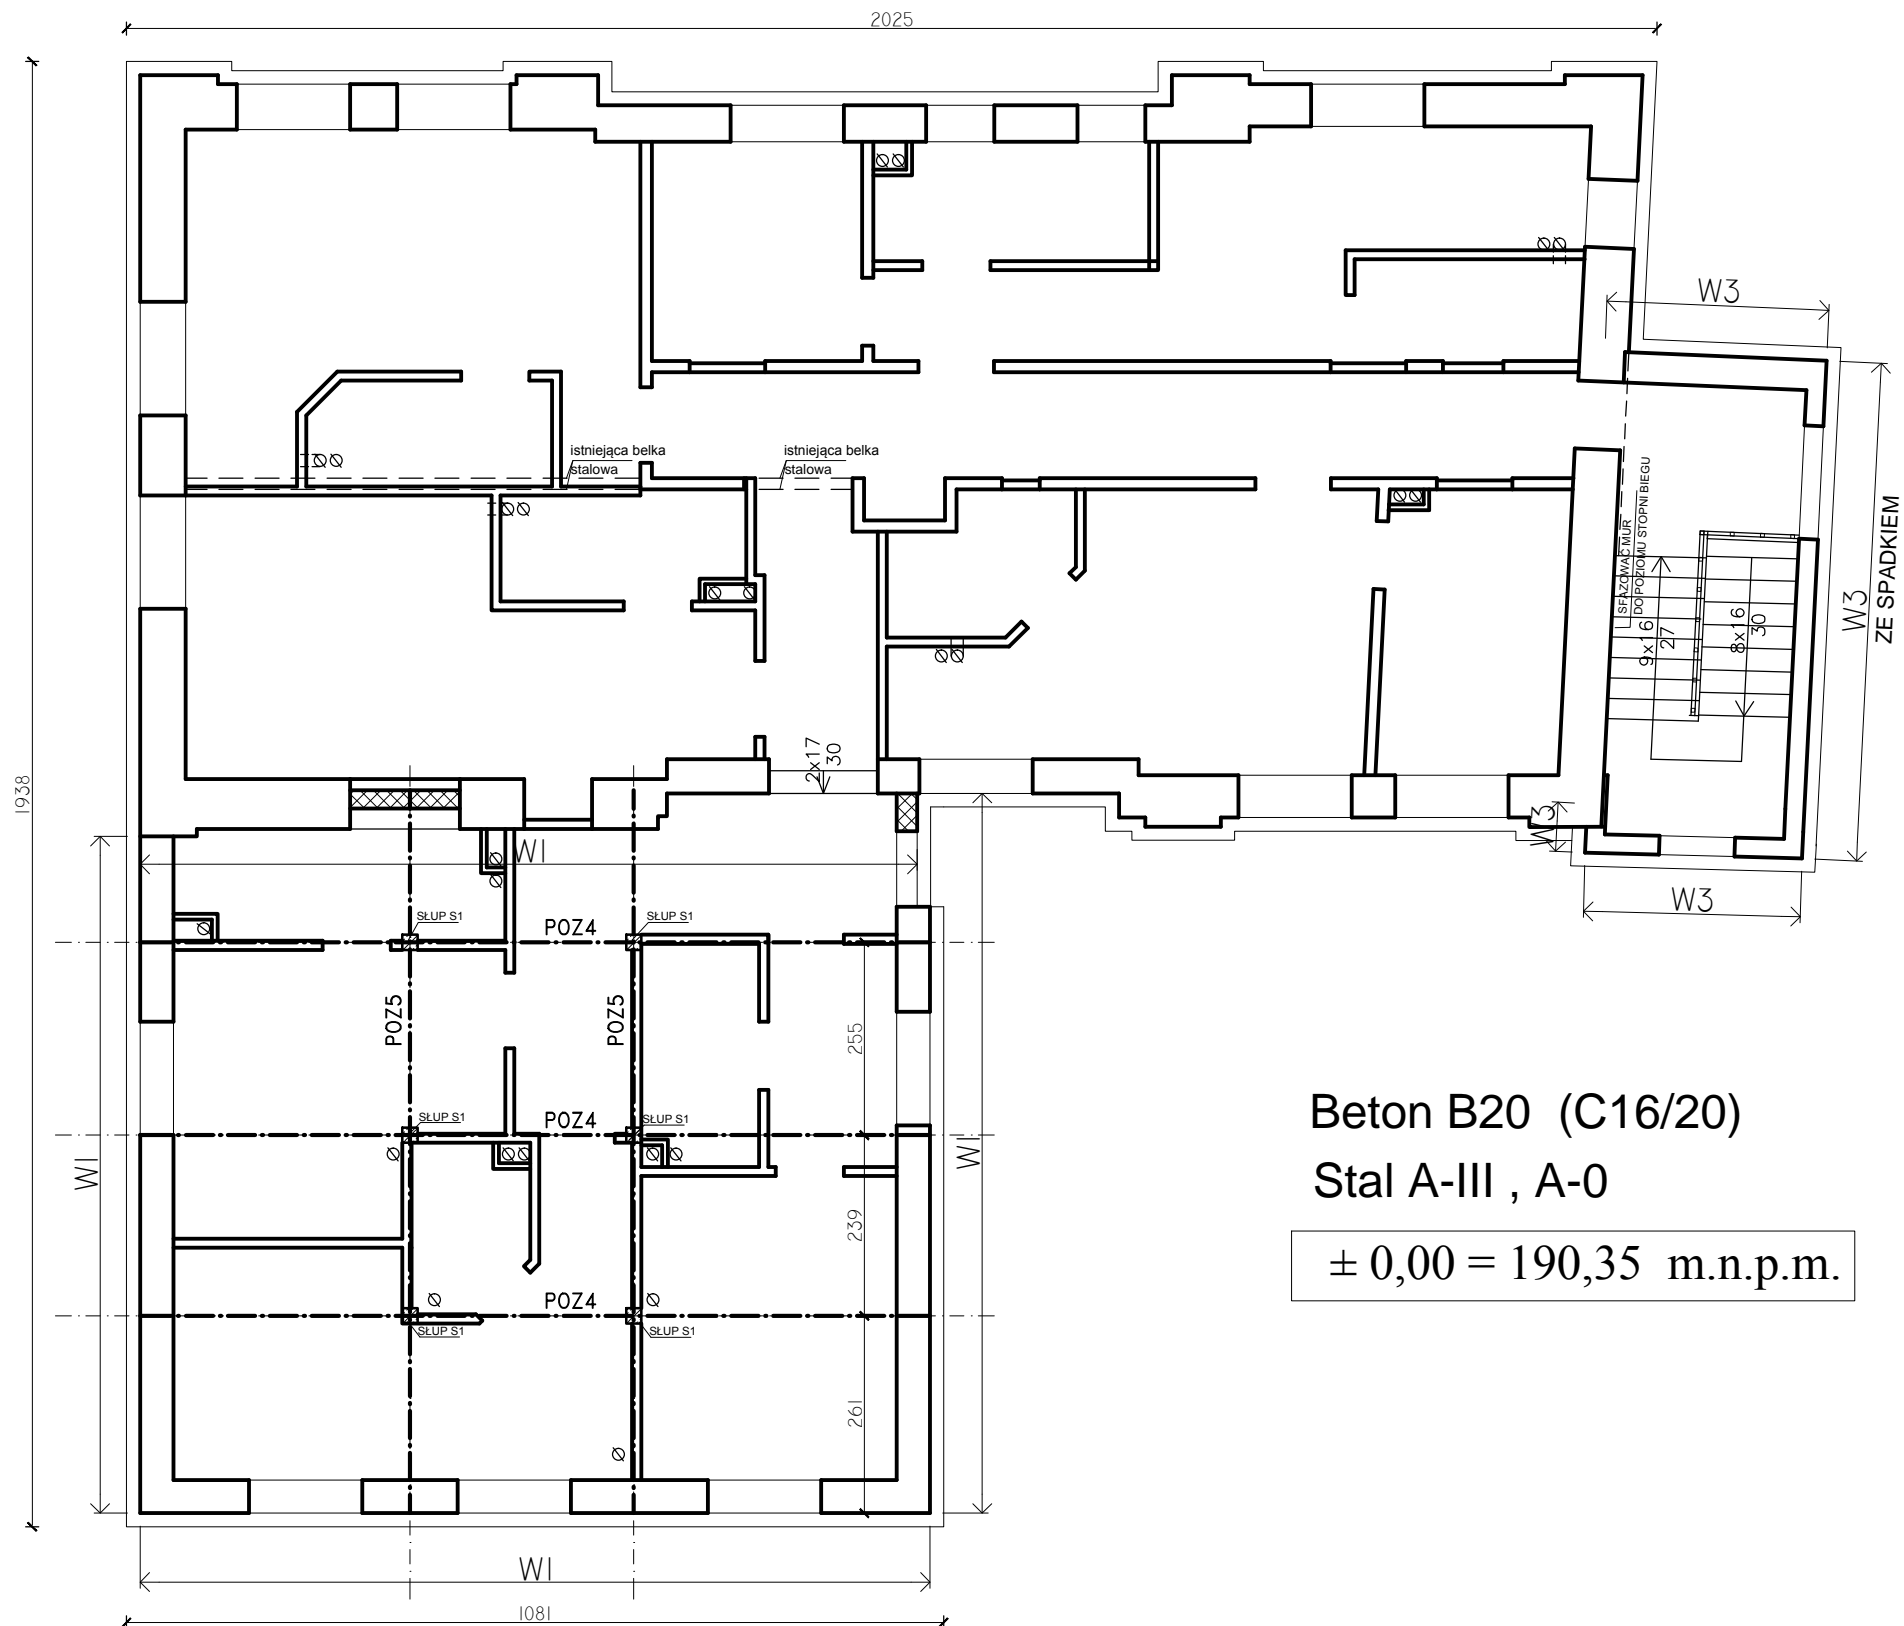 2025
W3
istniejąca belka
stalowa
istniejąca belka
stalowa
SFAZOWAĆ MUR
DO POZIOMU STOPNI BIEGU
9x16
27
8x16
30
W3
ZE SPADKIEM
2x17
30
1938
W3
W1
W3
SŁUP S1
POZ4
SŁUP S1
POZ5
POZ5
255
SŁUP S1
POZ4
SŁUP S1
W1
W1
Beton B20 (C16/20)
Stal A-III , A-0
239
± 0,00 = 190,35 m.n.p.m.
POZ4
SŁUP S1
SŁUP S1
261
W1
1081